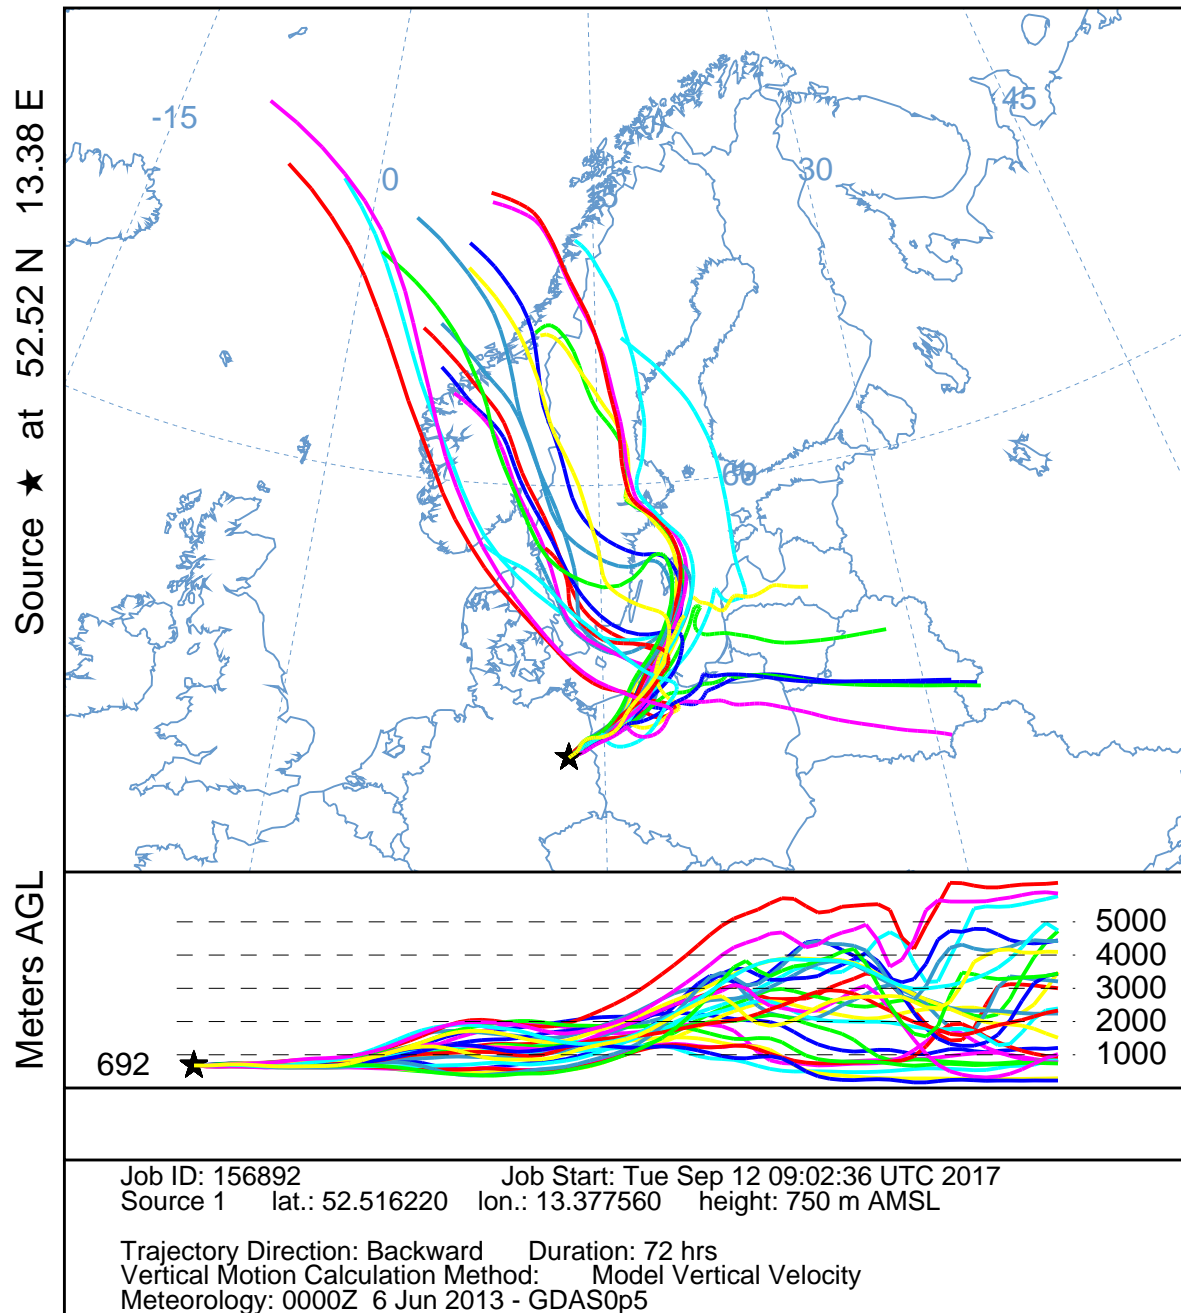 Source ★ at 52.52 N 13.38 E
-15
0
15
30
45
60
Meters AGL
692
5000
4000
3000
2000
1000
Job ID: 156892 Job Start: Tue Sep 12 09:02:36 UTC 2017
Source 1 lat.: 52.516220 lon.: 13.377560 height: 750 m AMSL
Trajectory Direction: Backward Duration: 72 hrs
Vertical Motion Calculation Method: Model Vertical Velocity
Meteorology: 0000Z 6 Jun 2013 - GDAS0p5